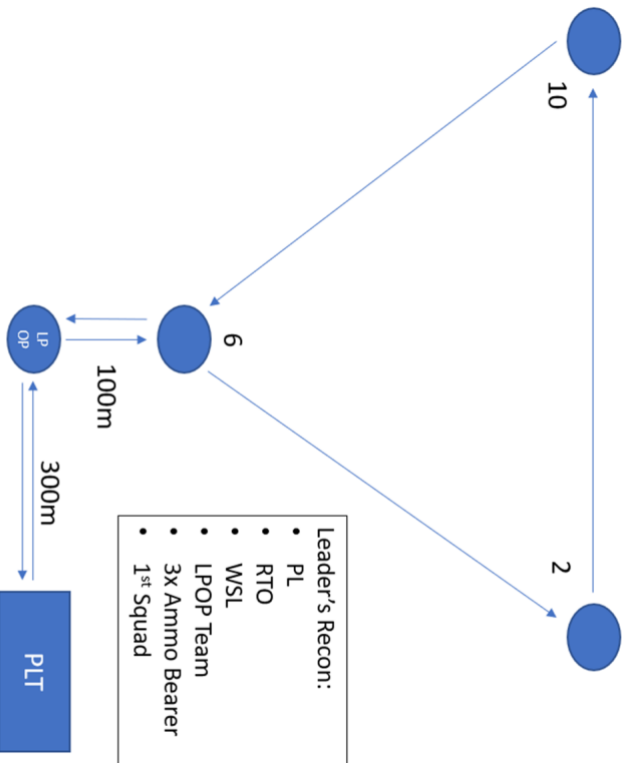 10
6
2
LP
OP
100m
300m
PLT
Leader’s Recon:
• PL
• RTO
• WSL
• LPOP Team
• 3x Ammo Bearer
• 1st Squad